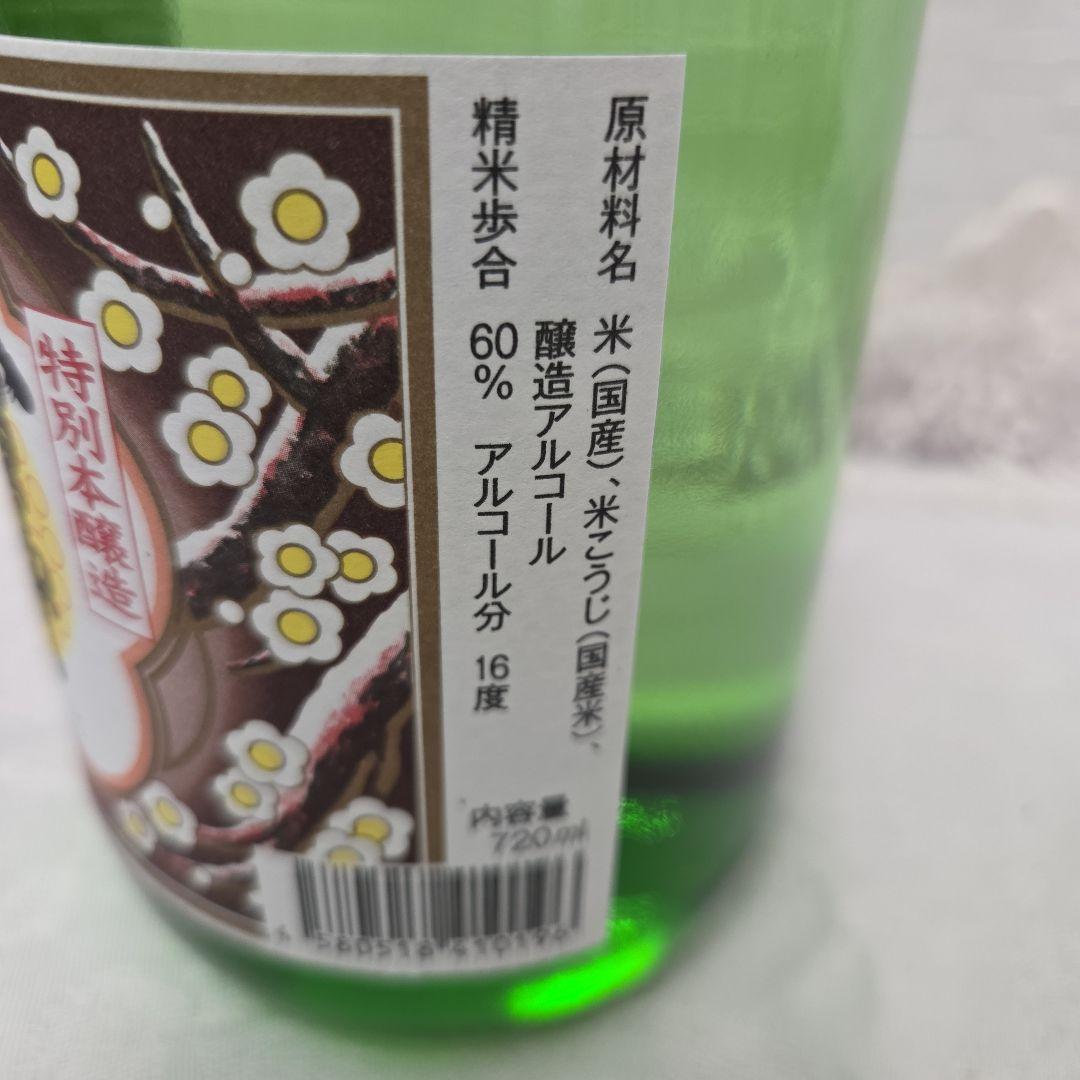 原材料名 米(国産)、米こうじ(国産米)、
醸造アルコール
精米歩合 60% アルコール分 16度
内容量
720ml
特別本醸造